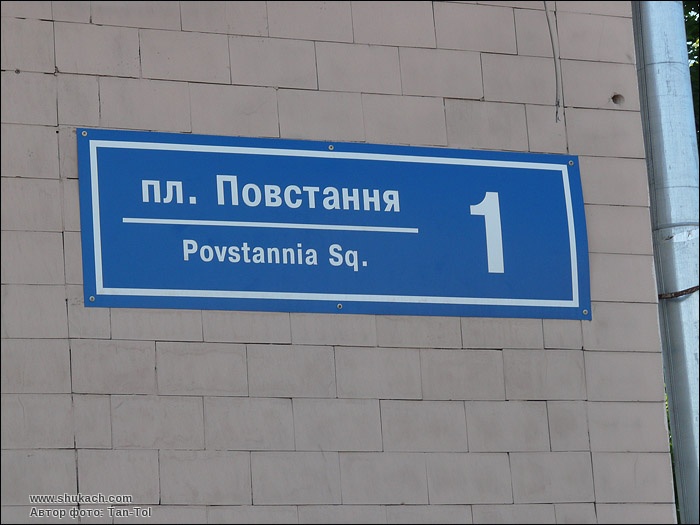 пл. Повстання
Povstannia Sq.
1
www.shukach.com
Автор фото: Tan-Tol